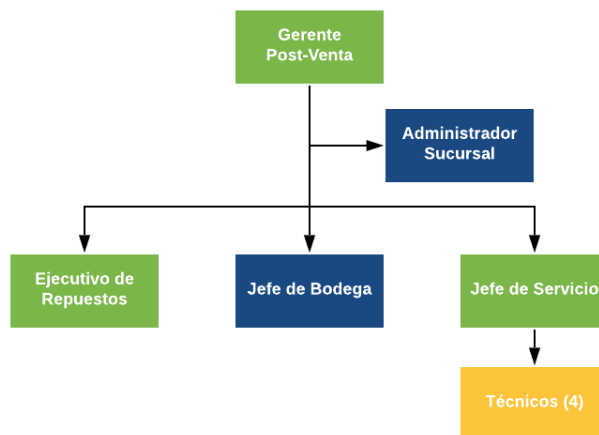 Gerente
Post-Venta
Administrador
Sucursal
Ejecutivo de
Repuestos
Jefe de Bodega
Jefe de Servicio
Técnicos (4)